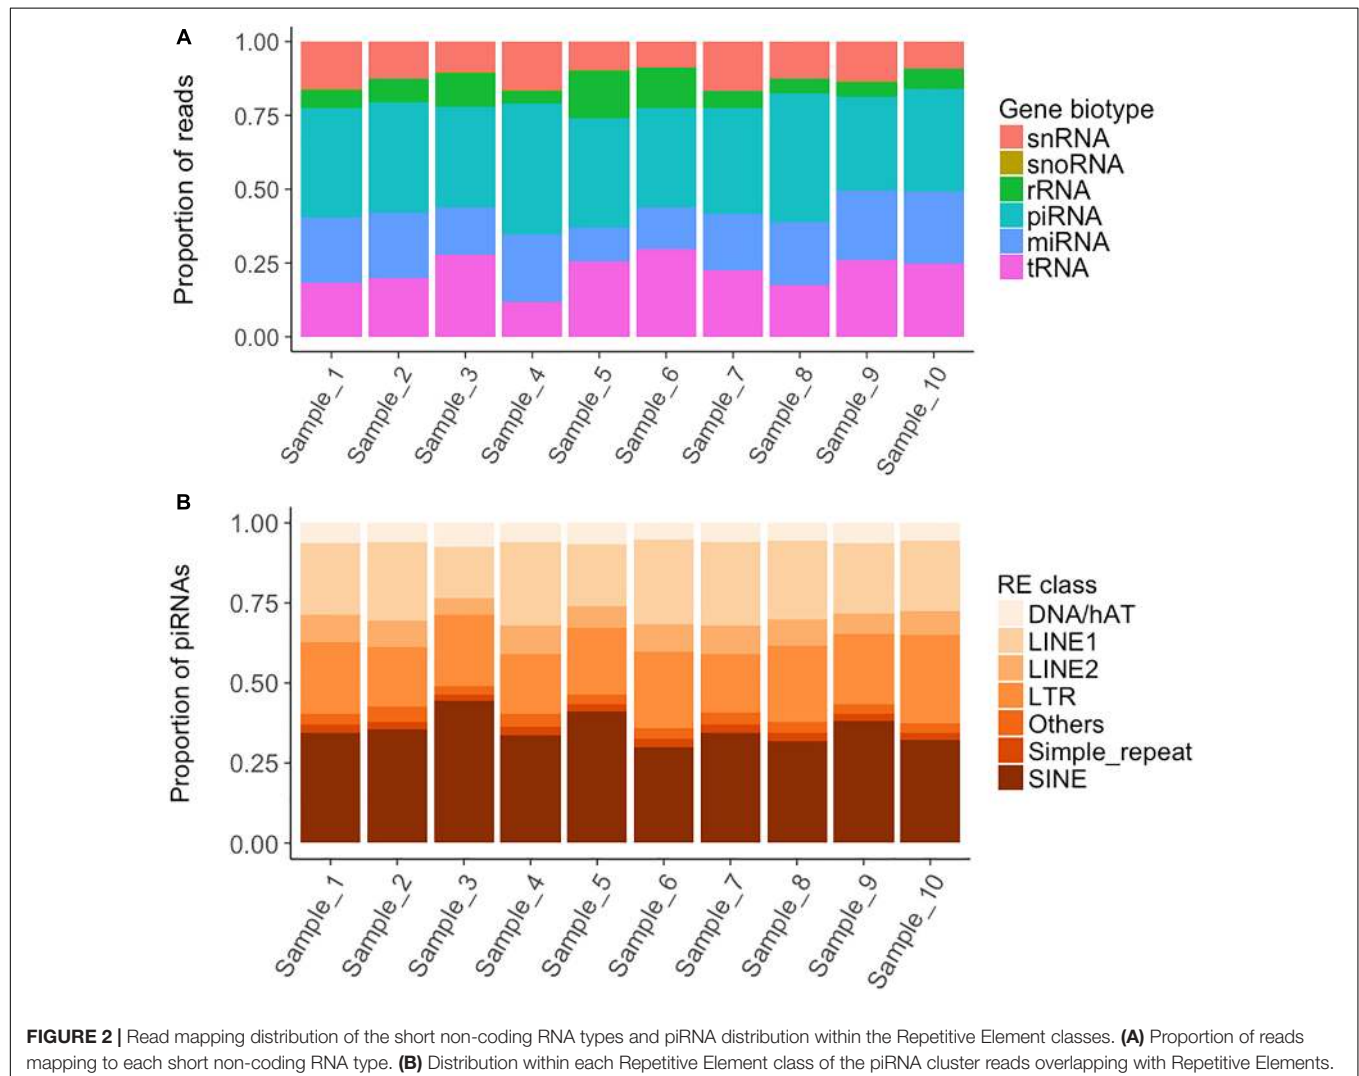 A
Proportion of reads
1.00
0.75
0.50
0.25
0.00
Sample_1
Sample_2
Sample_3
Sample_4
Sample_5
Sample_6
Sample_7
Sample_8
Sample_9
Sample_10
Gene biotype
snRNA
snoRNA
rRNA
piRNA
miRNA
tRNA
B
Proportion of piRNAs
1.00
0.75
0.50
0.25
0.00
Sample_1
Sample_2
Sample_3
Sample_4
Sample_5
Sample_6
Sample_7
Sample_8
Sample_9
Sample_10
RE class
DNA/hAT
LINE1
LINE2
LTR
Others
Simple_repeat
SINE
FIGURE 2 | Read mapping distribution of the short non-coding RNA types and piRNA distribution within the Repetitive Element classes. (A) Proportion of reads
mapping to each short non-coding RNA type. (B) Distribution within each Repetitive Element class of the piRNA cluster reads overlapping with Repetitive Elements.